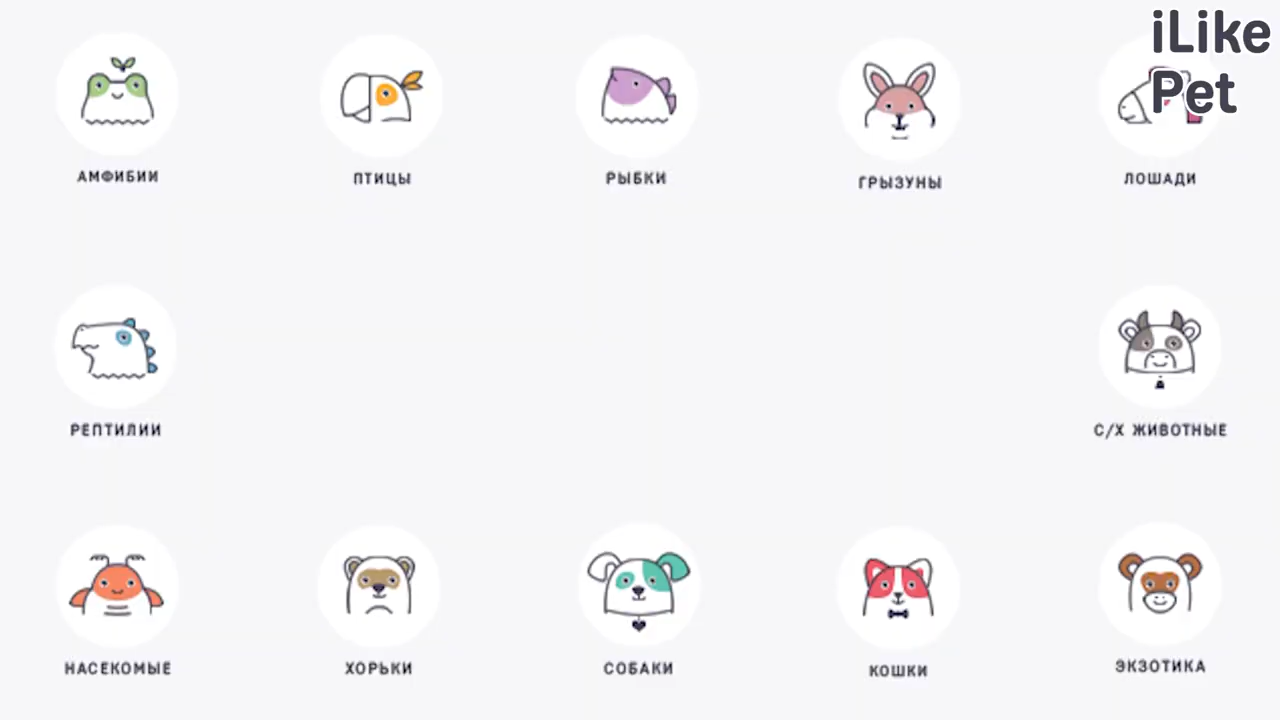 iLike
Pet
АМФИБИИ
ПТИЦЫ
РЫБКИ
ГРЫЗУНЫ
ЛОШАДИ
РЕПТИЛИИ
С/Х ЖИВОТНЫЕ
НАСЕКОМЫЕ
ХОРЬКИ
СОБАКИ
КОШКИ
ЭКЗОТИКА